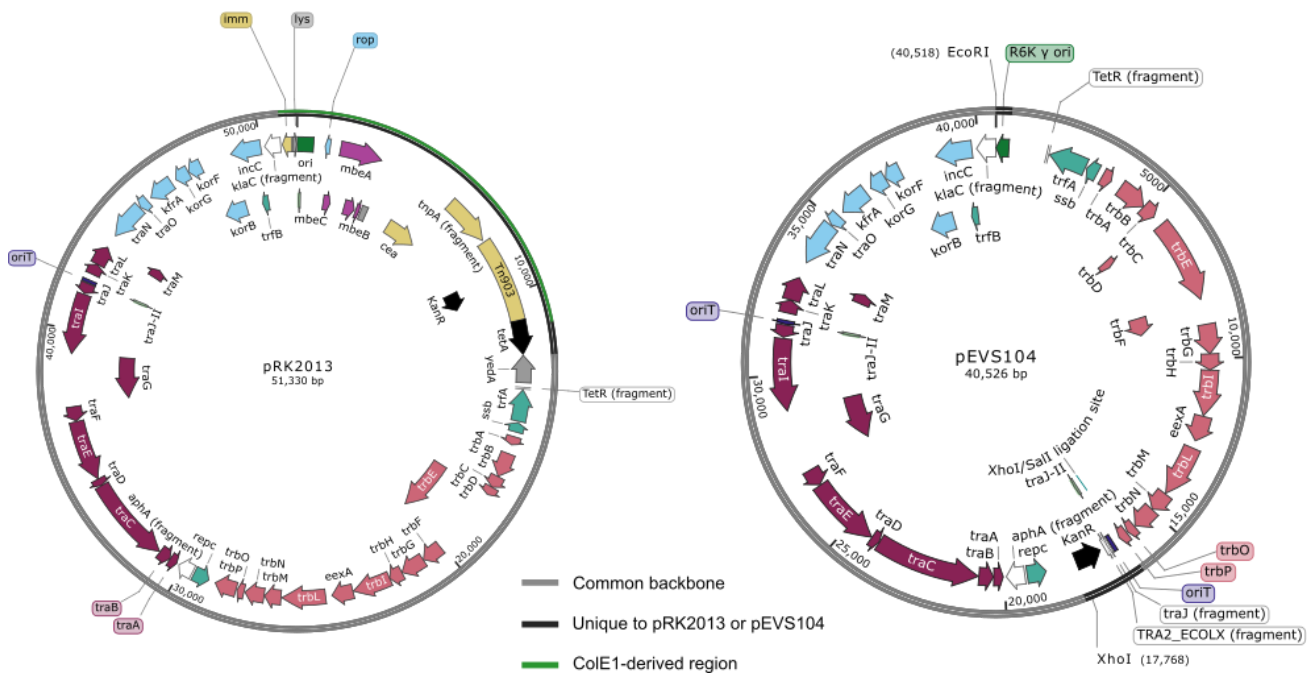 imm
lys
rop
50,000
incC
klaC (fragment)
ori
mbeA
korF
korG
kfrA
traO
traN
korB
trfB
mbeC
mbeB
cea
tnpA (fragment)
Tn903
10,000
KanR
tetA
yedA
TetR (fragment)
trfA
ssb
trbA
trbB
trbC
trbD
trbE
20,000
trbF
trbG
trbH
trbI
eexA
trbL
trbM
trbN
trbP
trbO
30,000
repc
aphA (fragment)
traA
traB
traC
traD
traE
traF
traG
40,000
traI
oriT
traJ
traK
traL
traM
traJ-II
pRK2013
51,330 bp
(40,518) EcoRI
R6K γ ori
TetR (fragment)
40,000
incC
klaC (fragment)
korF
korG
kfrA
traO
traN
korB
trfB
trfA
ssb
trbA
trbB
5000
trbC
trbD
trbE
trbF
10,000
trbG
trbH
trbI
eexA
trbL
15,000
trbM
trbN
trbO
trbP
oriT
traJ (fragment)
TRA2_ECOLX (fragment)
XhoI (17,768)
XhoI/SalI ligation site
traJ-II
KanR
aphA (fragment)
repc
20,000
traA
traB
traC
traD
traE
traF
25,000
traG
30,000
traI
oriT
traJ
traK
traL
traM
traJ-II
35,000
pEVS104
40,526 bp
Common backbone
Unique to pRK2013 or pEVS104
ColE1-derived region